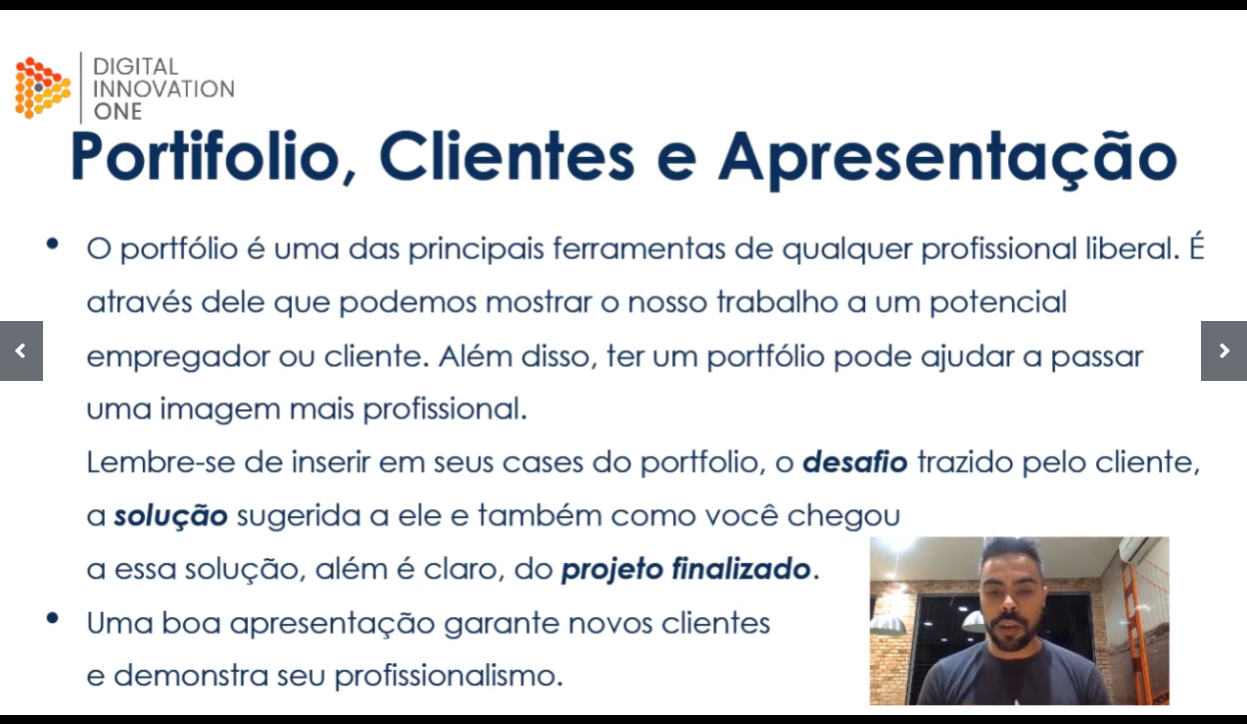 DIGITAL
INNOVATION
ONE
Portifolio, Clientes e Apresentação
• O portfólio é uma das principais ferramentas de qualquer profissional liberal. É
através dele que podemos mostrar o nosso trabalho a um potencial
empregador ou cliente. Além disso, ter um portfólio pode ajudar a passar
uma imagem mais profissional.
Lembre-se de inserir em seus cases do portfolio, o desafio trazido pelo cliente,
a solução sugerida a ele e também como você chegou
a essa solução, além é claro, do projeto finalizado.
• Uma boa apresentação garante novos clientes
e demonstra seu profissionalismo.